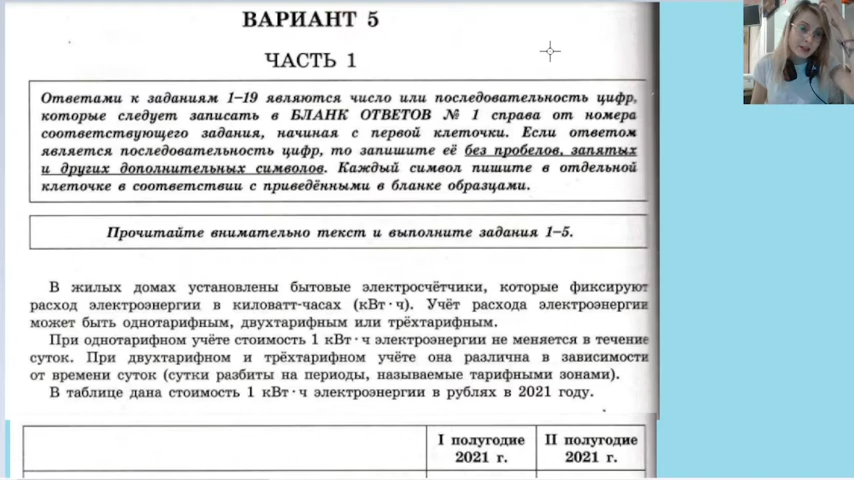 ВАРИАНТ 5
ЧАСТЬ 1
Ответами к заданиям 1–19 являются число или последовательность цифр,
которые следует записать в БЛАНК ОТВЕТОВ № 1 справа от номера
соответствующего задания, начиная с первой клеточки. Если ответом
является последовательность цифр, то запишите её без пробелов, запятых
и других дополнительных символов. Каждый символ пишите в отдельной
клеточке в соответствии с приведёнными в бланке образцами.
Прочитайте внимательно текст и выполните задания 1–5.
В жилых домах установлены бытовые электросчётчики, которые фиксируют
расход электроэнергии в киловатт-часах (кВт · ч). Учёт расхода электроэнергии
может быть однотарифным, двухтарифным или трёхтарифным.
При однотарифном учёте стоимость 1 кВт · ч электроэнергии не меняется в течение
суток. При двухтарифном и трёхтарифном учёте она различна в зависимости
от времени суток (сутки разбиты на периоды, называемые тарифными зонами).
В таблице дана стоимость 1 кВт · ч электроэнергии в рублях в 2021 году.
I полугодие 2021 г.
II полугодие 2021 г.